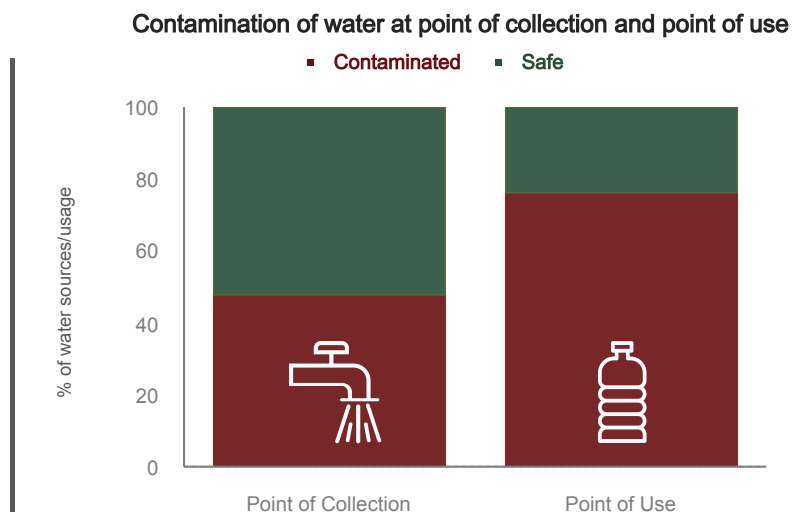 Contamination of water at point of collection and point of use
Contaminated Safe
100
80
60
40
20
0
% of water sources/usage
Point of Collection Point of Use